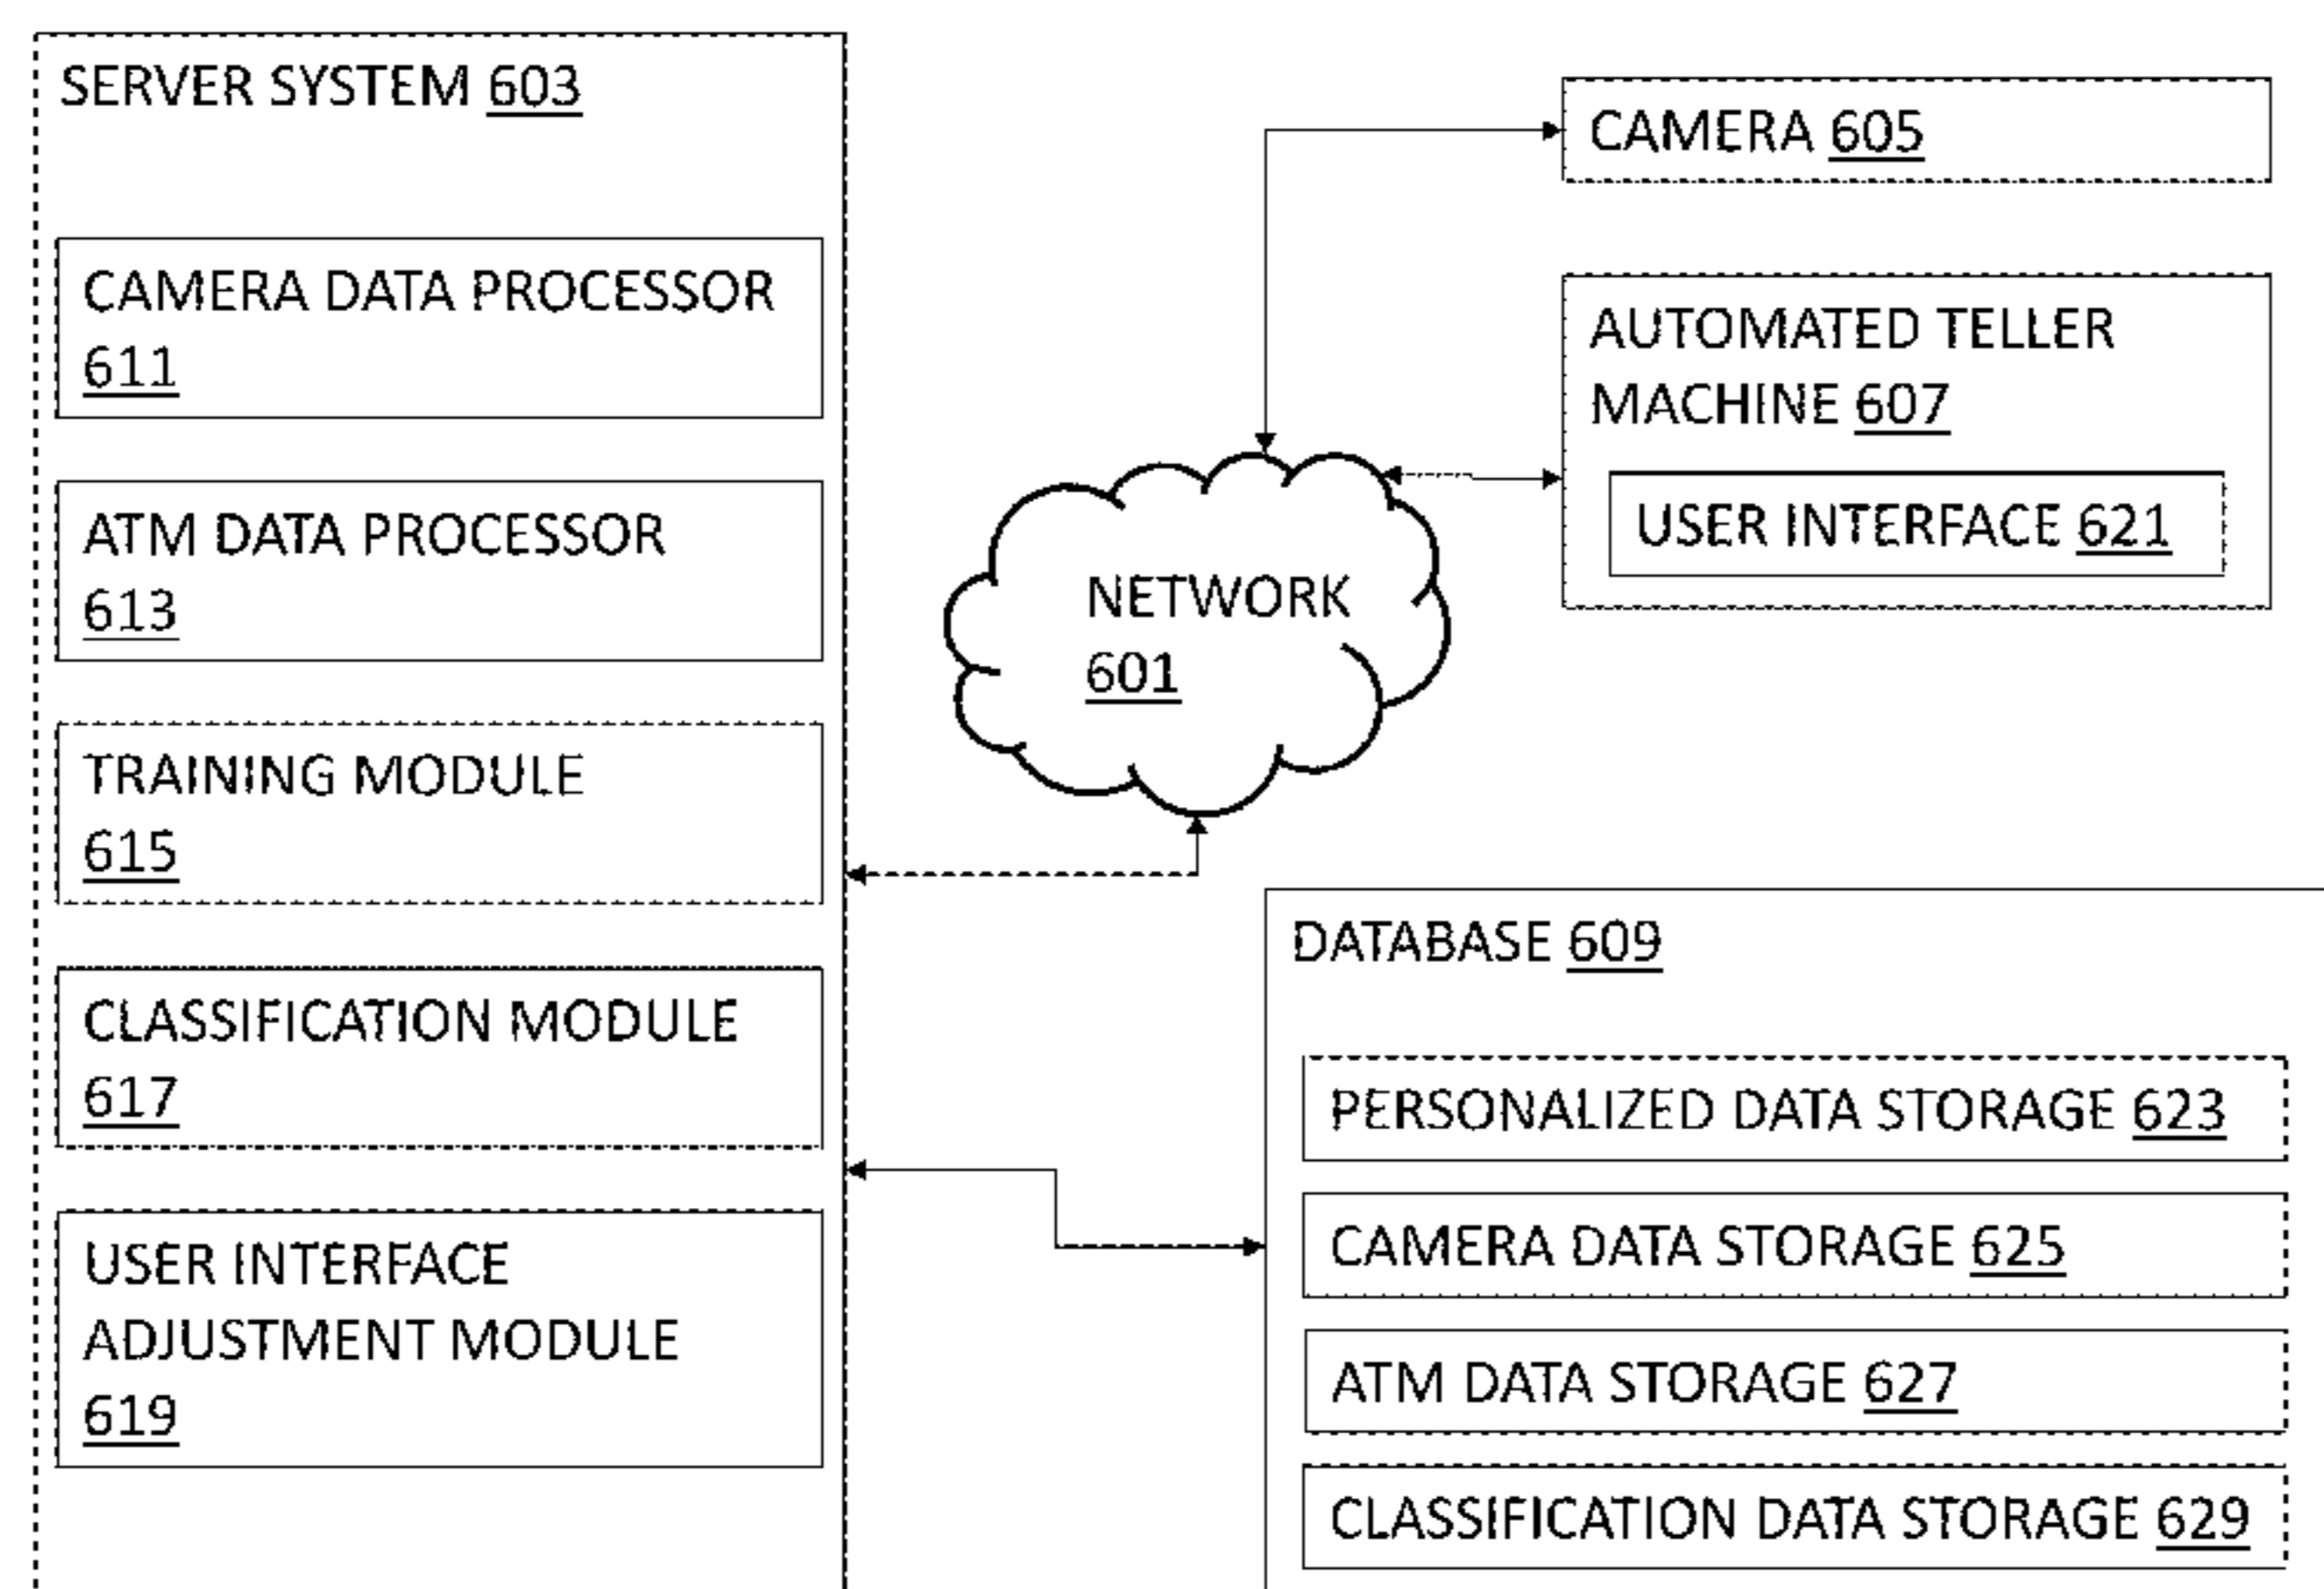 SERVER SYSTEM 603
CAMERA DATA PROCESSOR
611
ATM DATA PROCESSOR
613
TRAINING MODULE
615
CLASSIFICATION MODULE
617
USER INTERFACE
ADJUSTMENT MODULE
619
NETWORK
601
CAMERA 605
AUTOMATED TELLER
MACHINE 607
USER INTERFACE 621
DATABASE 609
PERSONALIZED DATA STORAGE 623
CAMERA DATA STORAGE 625
ATM DATA STORAGE 627
CLASSIFICATION DATA STORAGE 629